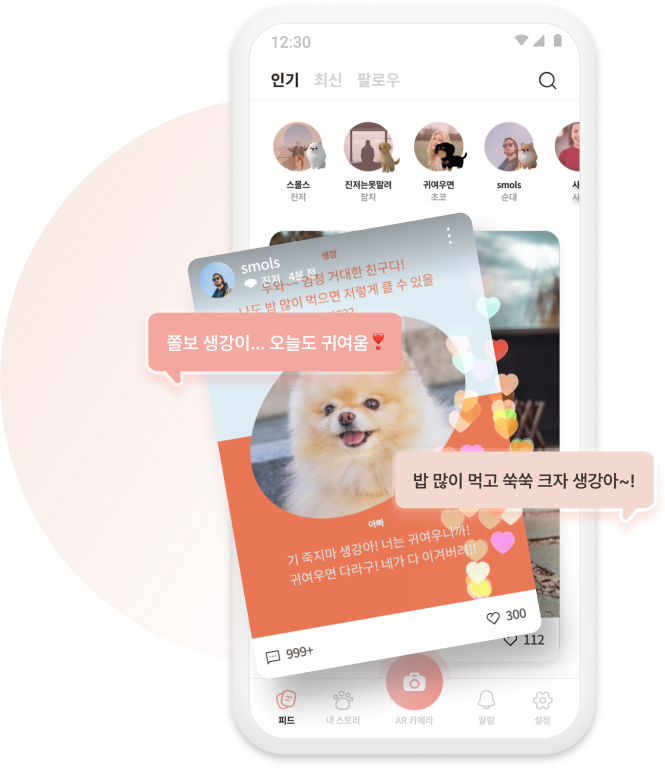 12:30
인기 최신 팔로우
스몰스 진저는못말려 귀여우면 smols 사
진저 참치 초코 순대 사
생강
smols
우와~~ 엄청 거대한 친구다!
진저 4분 전
나도 밥 많이 먹으면 저렇게 클 수 있을
쫄보 생강이... 오늘도 귀여움❣️
밥 많이 먹고 쑥쑥 크자 생강아~!
아빠
기 죽지마 생강아! 너는 귀여우니까!
귀여우면 다라구! 네가 다 이겨버려!!
300
999+
112
피드 내 스토리 AR 카메라 알림 설정